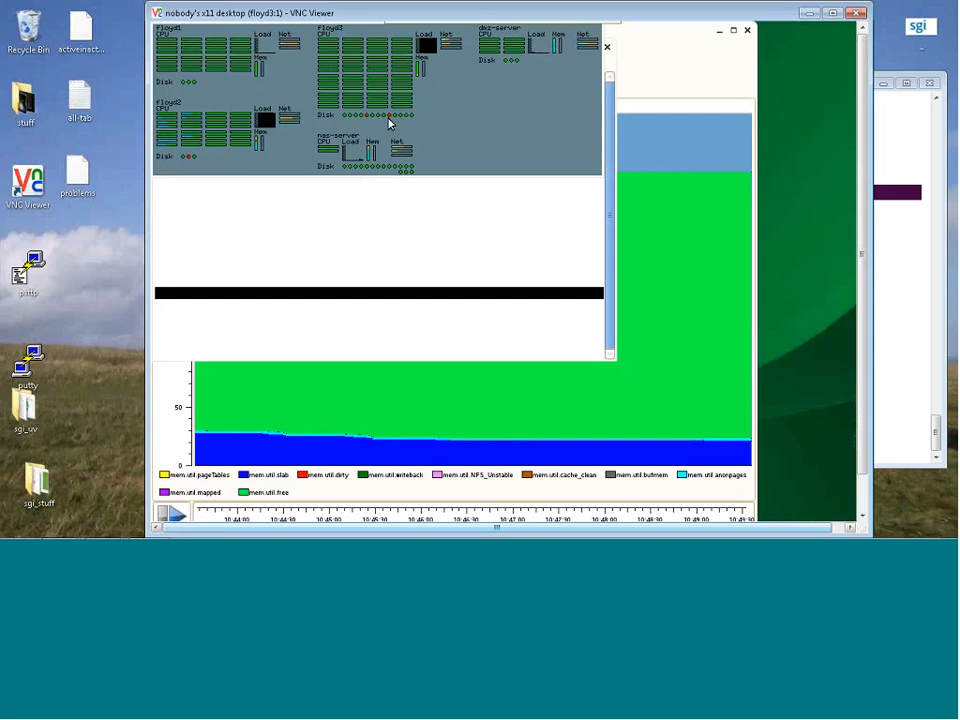 nobody's x11 desktop (floyd3:1) - VNC Viewer
Recycle Bin
activeinact...
sgi
stuff
all-tab
VNC Viewer
problems
psftp
putty
sgi_uv
sgi_stuff
floyd1
CPU
Load
Net
Mem
Disk
floyd2
CPU
Load
Net
Mem
Disk
floyd3
CPU
Load
Net
Mem
Disk
nas-server
CPU
Load
Mem
Net
Disk
dmz-server
CPU
Load
Mem
Net
Disk
50
0
mem.util.pageTables
mem.util.slab
mem.util.dirty
mem.util.writeback
mem.util.NFS_Unstable
mem.util.cache_clean
mem.util.bufmem
mem.util.anonpages
mem.util.mapped
mem.util.free
10:44:00 10:44:30 10:45:00 10:45:30 10:46:00 10:46:30 10:47:00 10:47:30 10:48:00 10:48:30 10:49:00 10:49:30